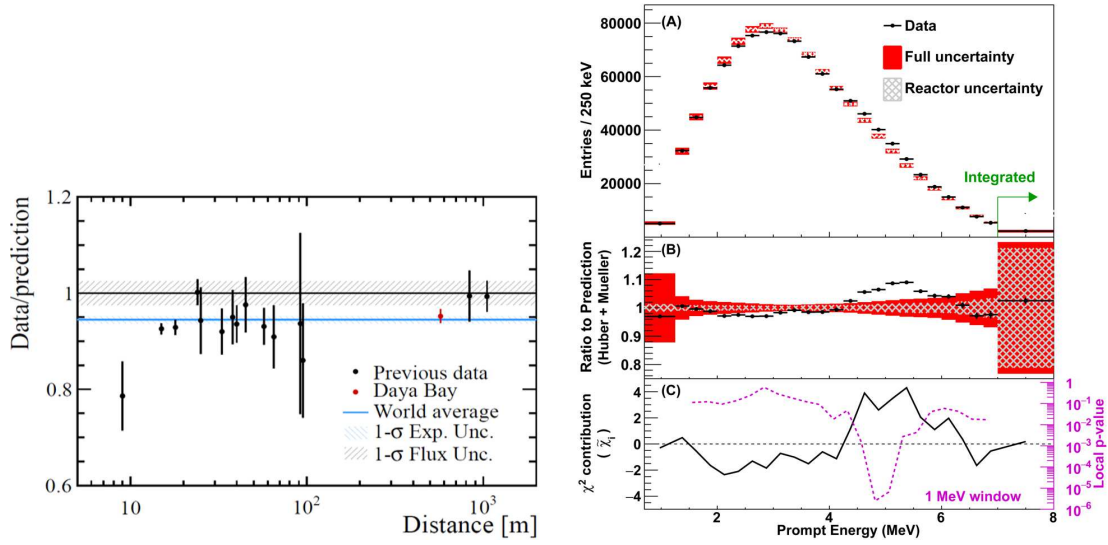 1.2
1
0.8
0.6
Data/prediction
Previous data
Daya Bay
World average
1-σ Exp. Unc.
1-σ Flux Unc.
10
10²
10³
Distance [m]
(A)
Data
Full uncertainty
Reactor uncertainty
Integrated
80000
60000
40000
20000
Entries / 250 keV
(B)
1.2
1.1
1
0.9
0.8
Ratio to Prediction
(Huber + Mueller)
(C)
4
2
0
−2
−4
χ² contribution
( χ̃ᵢ )
1
10⁻¹
10⁻²
10⁻³
10⁻⁴
10⁻⁵
10⁻⁶
Local p-value
1 MeV window
2
4
6
8
Prompt Energy (MeV)